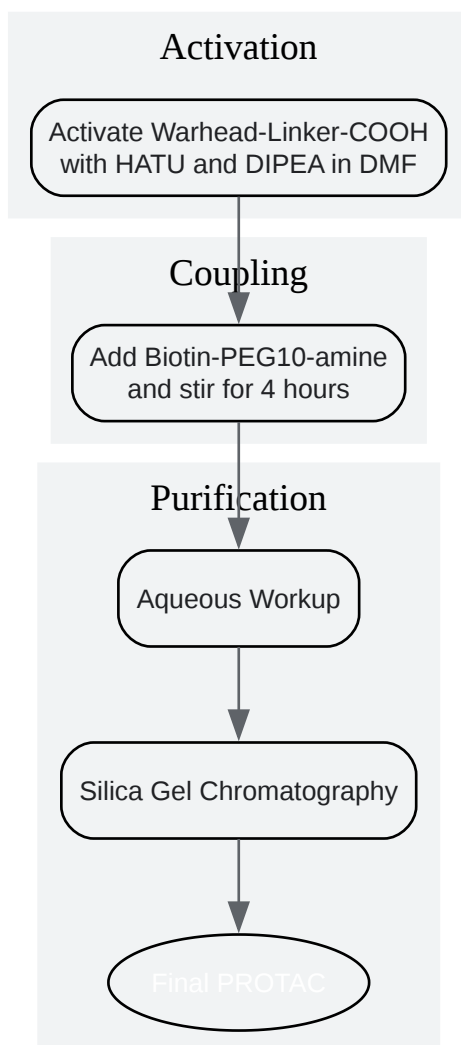 Activation
Activate Warhead-Linker-COOH
with HATU and DIPEA in DMF
Coupling
Add Biotin-PEG10-amine
and stir for 4 hours
Purification
Aqueous Workup
Silica Gel Chromatography
Final PROTAC